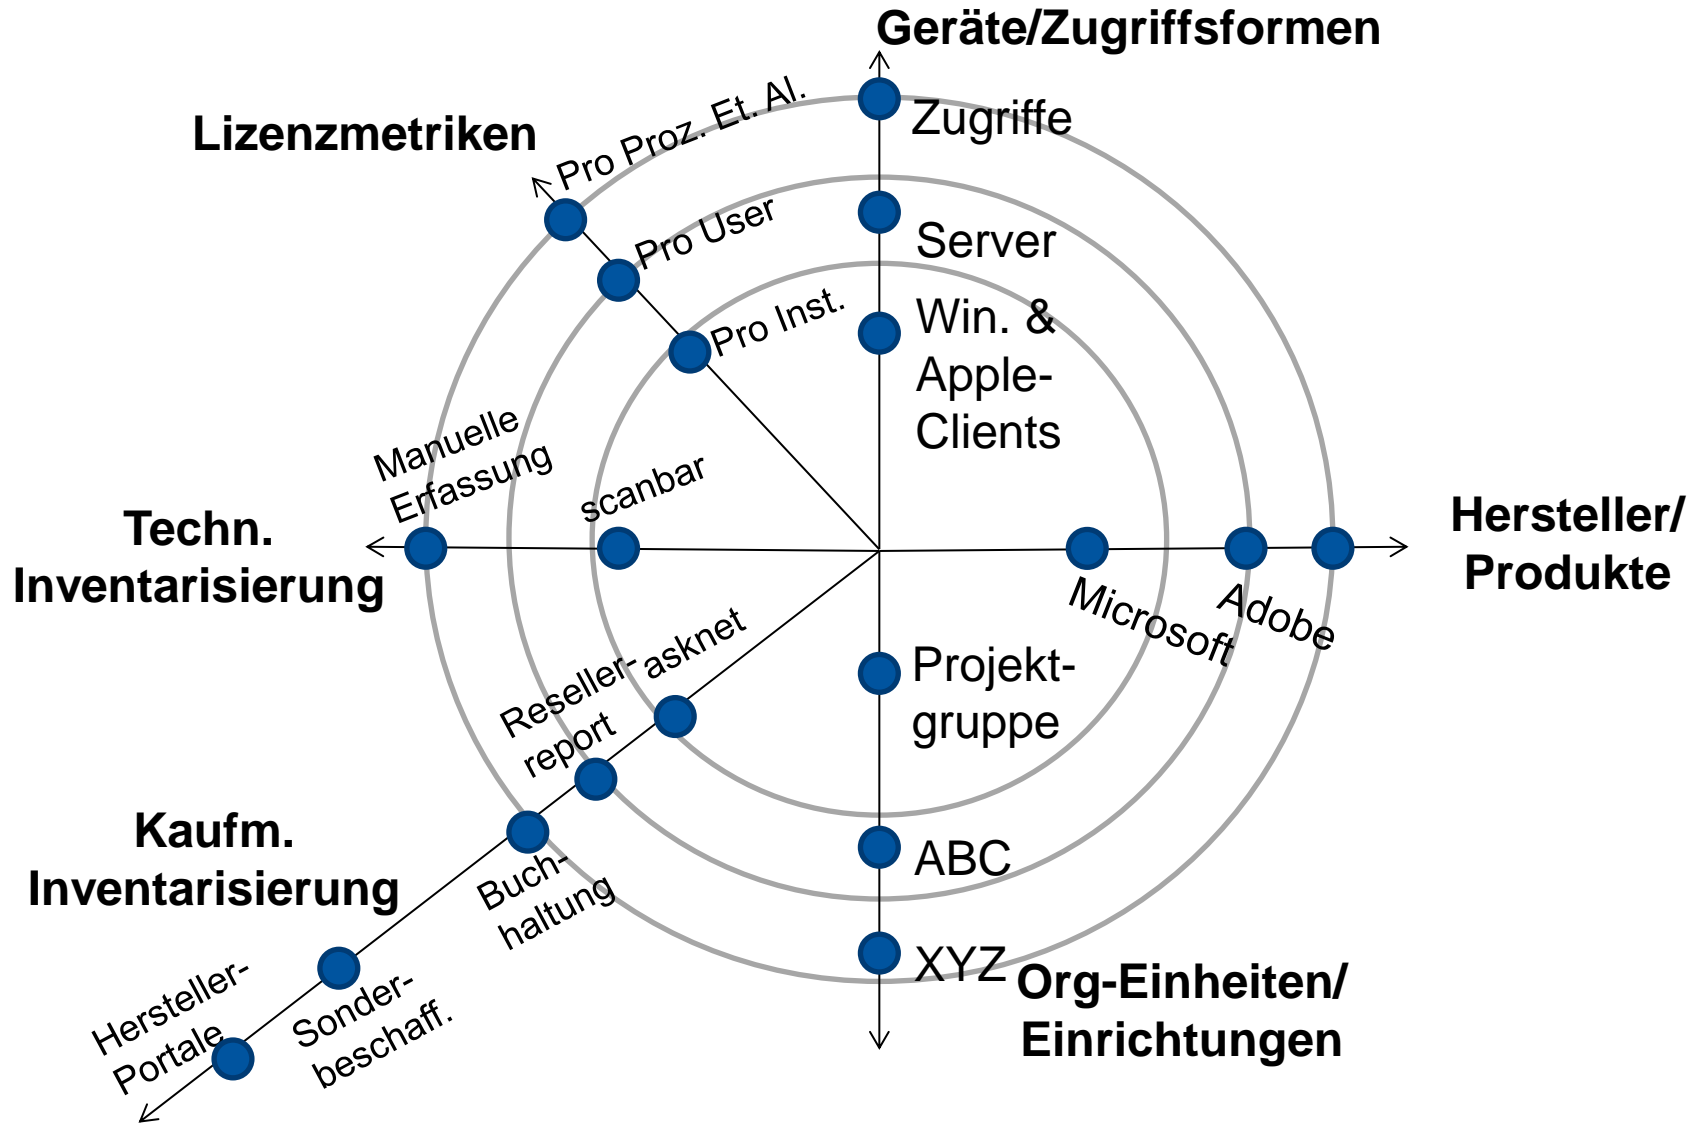 Geräte/Zugriffsformen
Zugriffe
Server
Win. &
Apple-
Clients
Lizenzmetriken
Pro Proz. Et. Al.
Pro User
Pro Inst.
Techn.
Inventarisierung
Manuelle
Erfassung
scanbar
Hersteller/
Produkte
Microsoft
Adobe
Kaufm.
Inventarisierung
asknet
Reseller-
report
Buch-
haltung
Sonder-
beschaff.
Hersteller-
Portale
Projekt-
gruppe
ABC
XYZ
Org-Einheiten/
Einrichtungen